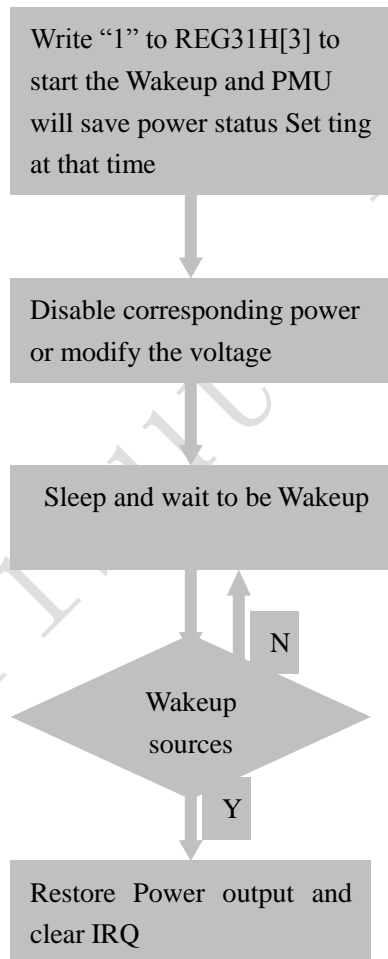 Write “1” to REG31H[3] to
start the Wakeup and PMU
will save power status Set ting
at that time
Disable corresponding power
or modify the voltage
Sleep and wait to be Wakeup
N
Wakeup
sources
Y
Restore Power output and
clear IRQ